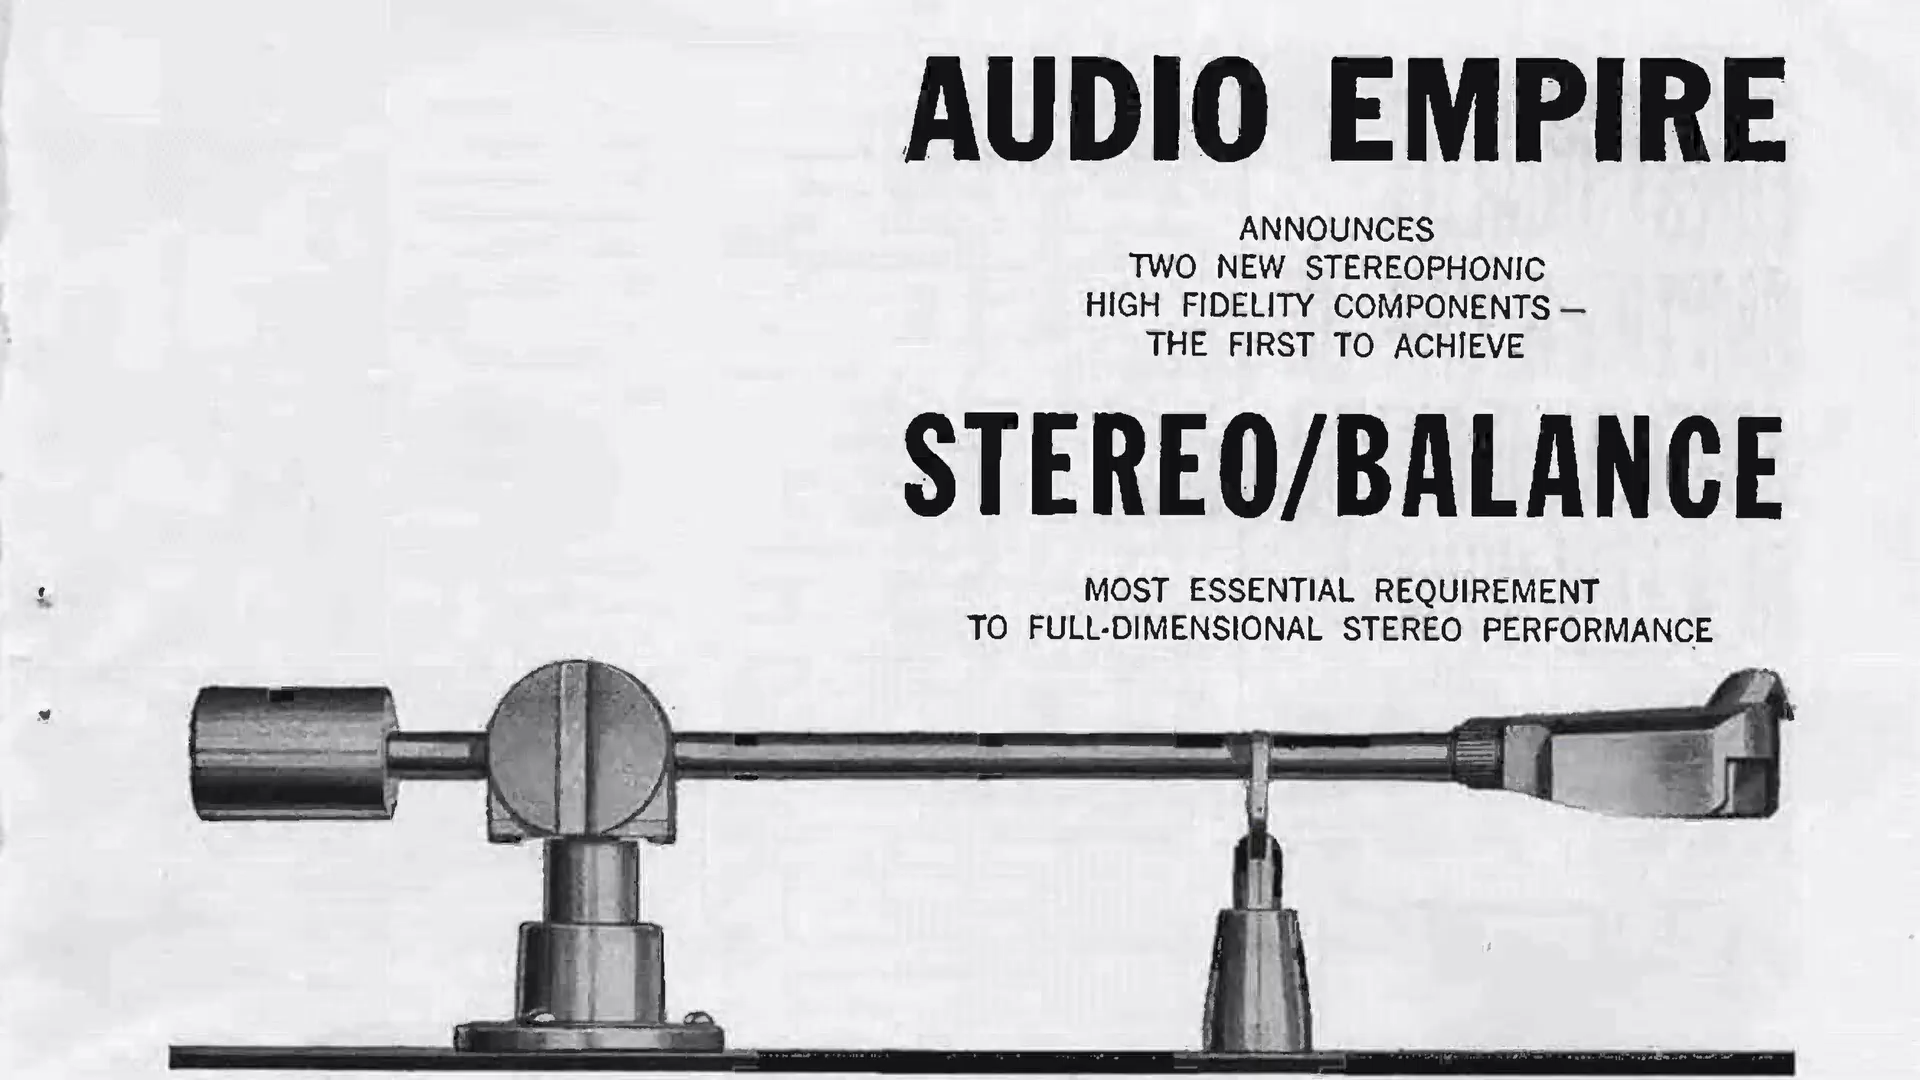 AUDIO EMPIRE
ANNOUNCES
TWO NEW STEREOPHONIC
HIGH FIDELITY COMPONENTS —
THE FIRST TO ACHIEVE
STEREO/BALANCE
MOST ESSENTIAL REQUIREMENT
TO FULL-DIMENSIONAL STEREO PERFORMANCE